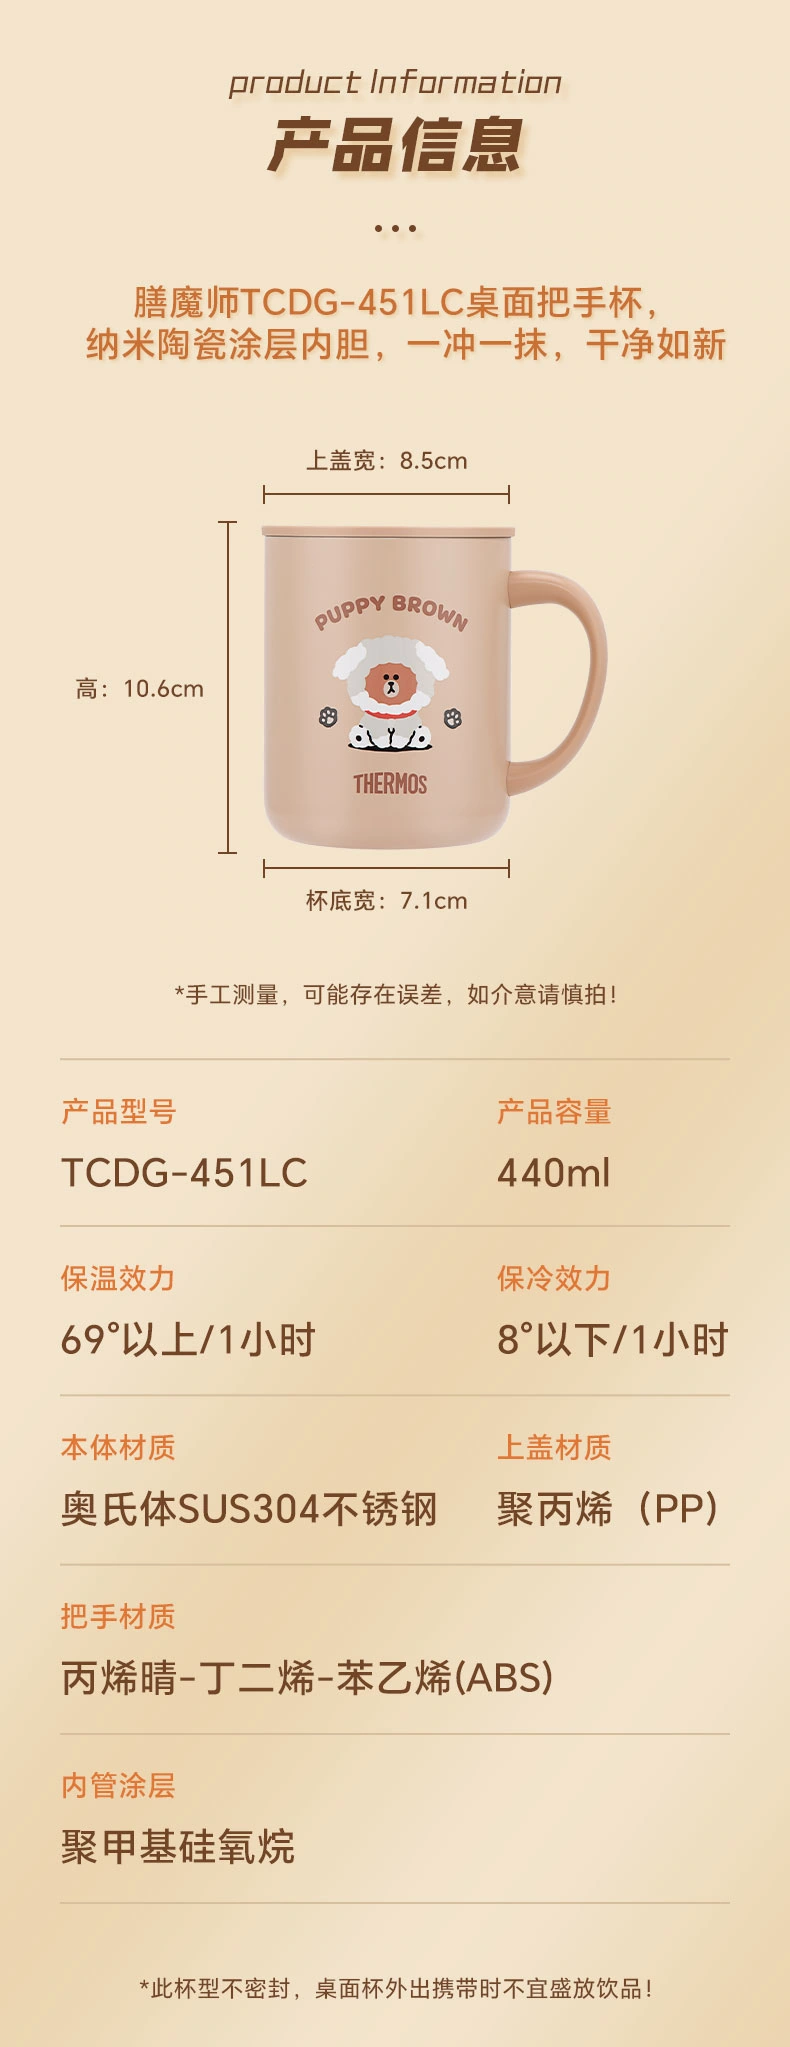 product Information
产品信息
膳魔师TCDG-451LC桌面把手杯，
纳米陶瓷涂层内胆，一冲一抹，干净如新
上盖宽：8.5cm
PUPPY BROWN
高：10.6cm
THERMOS
杯底宽：7.1cm
*手工测量，可能存在误差，如介意请慎拍！
产品型号 产品容量
TCDG-451LC 440ml
保温效力 保冷效力
69°以上/1小时 8°以下/1小时
本体材质 上盖材质
奥氏体SUS304不锈钢 聚丙烯（PP）
把手材质
丙烯晴-丁二烯-苯乙烯(ABS)
内管涂层
聚甲基硅氧烷
*此杯型不密封，桌面杯外出携带时不宜盛放饮品！